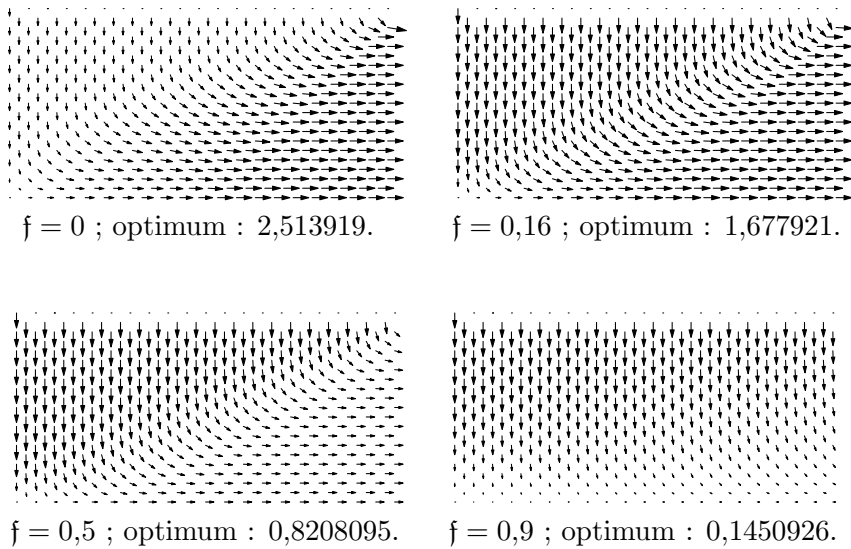 𝔣 = 0 ; optimum : 2,513919.
𝔣 = 0,16 ; optimum : 1,677921.
𝔣 = 0,5 ; optimum : 0,8208095.
𝔣 = 0,9 ; optimum : 0,1450926.